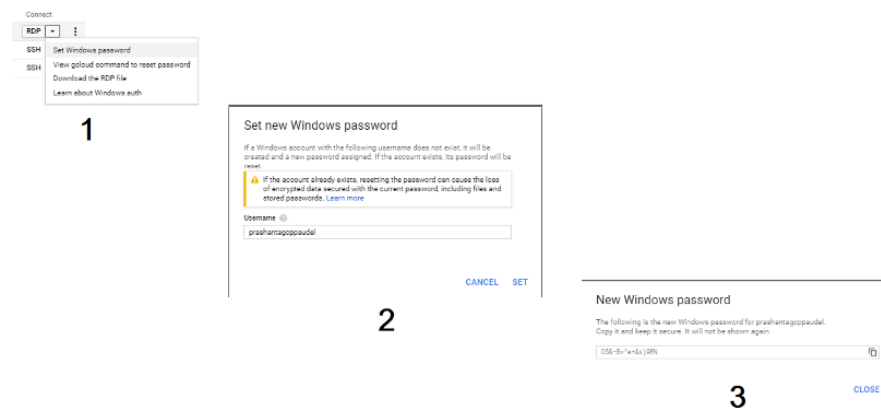 Connect
RDP
SSH Set Windows password
View gcloud command to reset password
SSH
Download the RDP file
Learn about Windows auth
1
Set new Windows password
If a Windows account with the following username does not exist, it will be
created and a new password assigned. If the account exists. Its password will be
reset.
If the account already exists, resetting the password can cause the loss
of encrypted data secured with the current password, including files and
stored passwords. Learn more
Username
prashantagcppaudel
CANCEL SET
2
New Windows password
The following is the new Windows password for prashantagcppaudel.
Copy it and keep it secure. It will not be shown again.
CLOSE
3